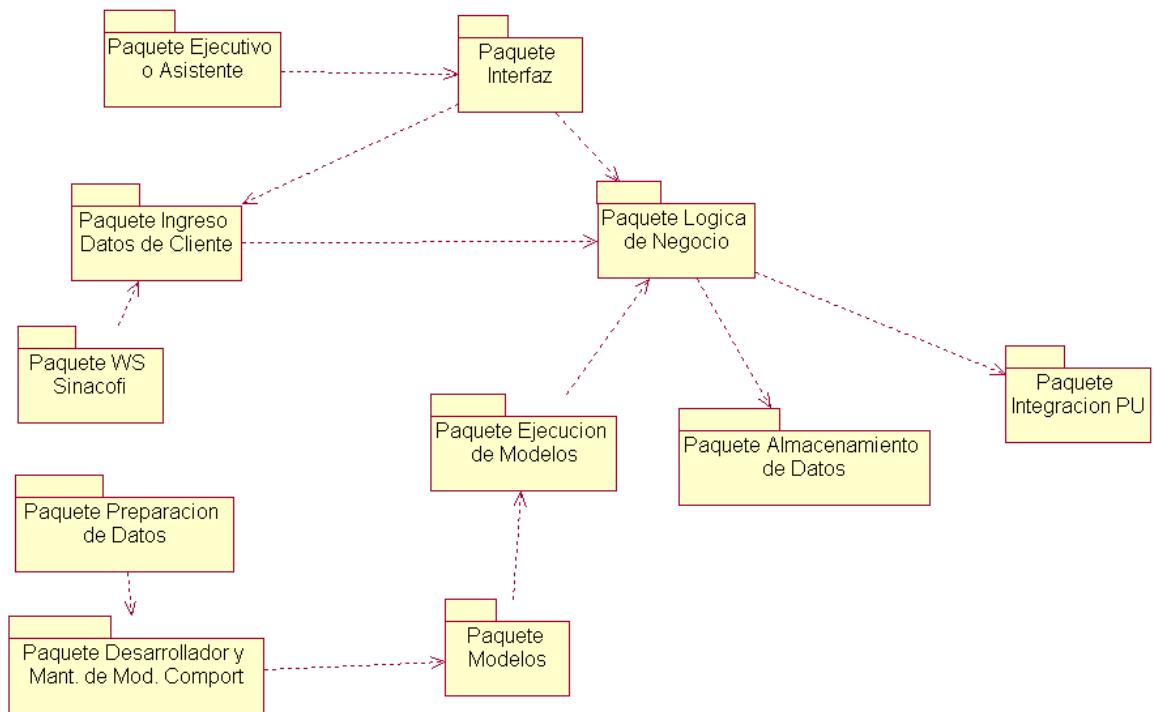 Paquete Ejecutivo
o Asistente
Paquete
Interfaz
Paquete Ingreso
Datos de Cliente
Paquete Logica
de Negocio
Paquete WS
Sinacofi
Paquete
Integracion PU
Paquete Ejecucion
de Modelos
Paquete Almacenamiento
de Datos
Paquete Preparacion
de Datos
Paquete Desarrollador y
Mant. de Mod. Comport
Paquete
Modelos